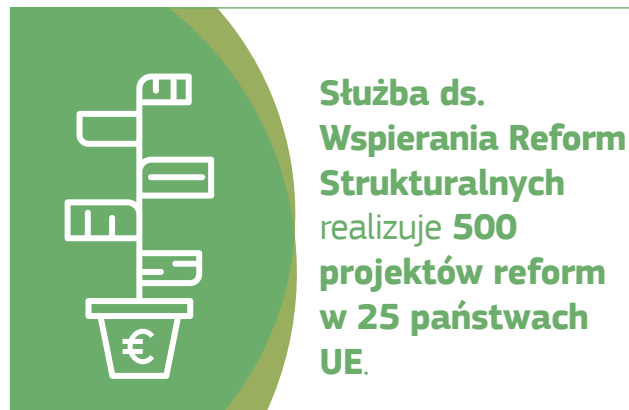 Służba ds.
Wspierania Reform
Strukturalnych
realizuje 500
projektów reform
w 25 państwach
UE.
€